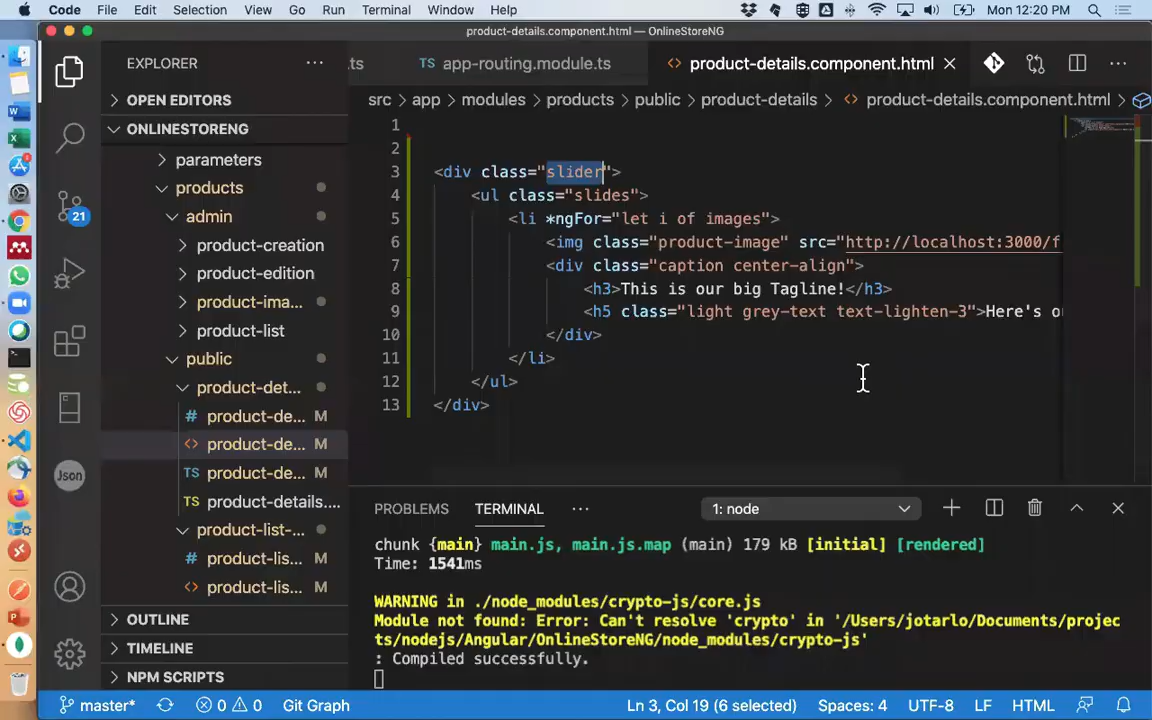 Code File Edit Selection View Go Run Terminal Window Help Mon 12:20 PM
product-details.component.html — OnlineStoreNG
EXPLORER ··· .ts TS app-routing.module.ts <> product-details.component.html ···
src > app > modules > products > public > product-details > <> product-details.component.html >
OPEN EDITORS
ONLINESTORENG
parameters
products
admin
product-creation
product-edition
product-ima...
product-list
public
product-det...
# product-de... M
<> product-de... M
TS product-de... M
TS product-details....
product-list-...
# product-lis... M
<> product-lis... M
OUTLINE
TIMELINE
NPM SCRIPTS
21
Json
1
2
3 <div class="slider">
4 <ul class="slides">
5 <li *ngFor="let i of images">
6 <img class="product-image" src="http://localhost:3000/f
7 <div class="caption center-align">
8 <h3>This is our big Tagline!</h3>
9 <h5 class="light grey-text text-lighten-3">Here's ou
10 </div>
11 </li>
12 </ul>
13 </div>
PROBLEMS TERMINAL ··· 1: node
chunk {main} main.js, main.js.map (main) 179 kB [initial] [rendered]
Time: 1541ms
WARNING in ./node_modules/crypto-js/core.js
Module not found: Error: Can't resolve 'crypto' in '/Users/jotarlo/Documents/projec
ts/nodejs/Angular/OnlineStoreNG/node_modules/crypto-js'
: Compiled successfully.
master* 0 0 Git Graph Ln 3, Col 19 (6 selected) Spaces: 4 UTF-8 LF HTML